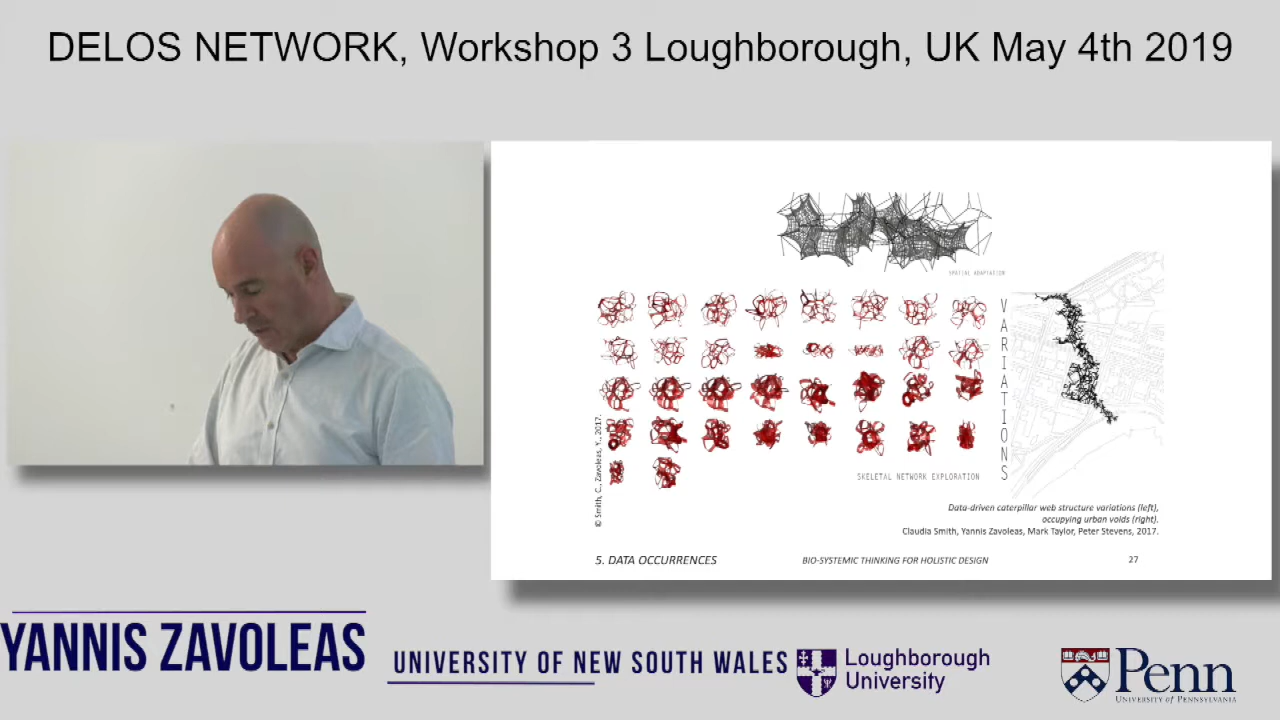 DELOS NETWORK, Workshop 3 Loughborough, UK May 4th 2019
SPATIAL ADAPTATION
VARIATIONS
© Smith, C., Zavoleas, Y., 2017.
SKELETAL NETWORK EXPLORATION
Data-driven caterpillar web structure variations (left),
occupying urban voids (right).
Claudia Smith, Yannis Zavoleas, Mark Taylor, Peter Stevens, 2017.
5. DATA OCCURRENCES
BIO-SYSTEMIC THINKING FOR HOLISTIC DESIGN
27
YANNIS ZAVOLEAS
UNIVERSITY OF NEW SOUTH WALES
Loughborough
University
Penn
UNIVERSITY OF PENNSYLVANIA